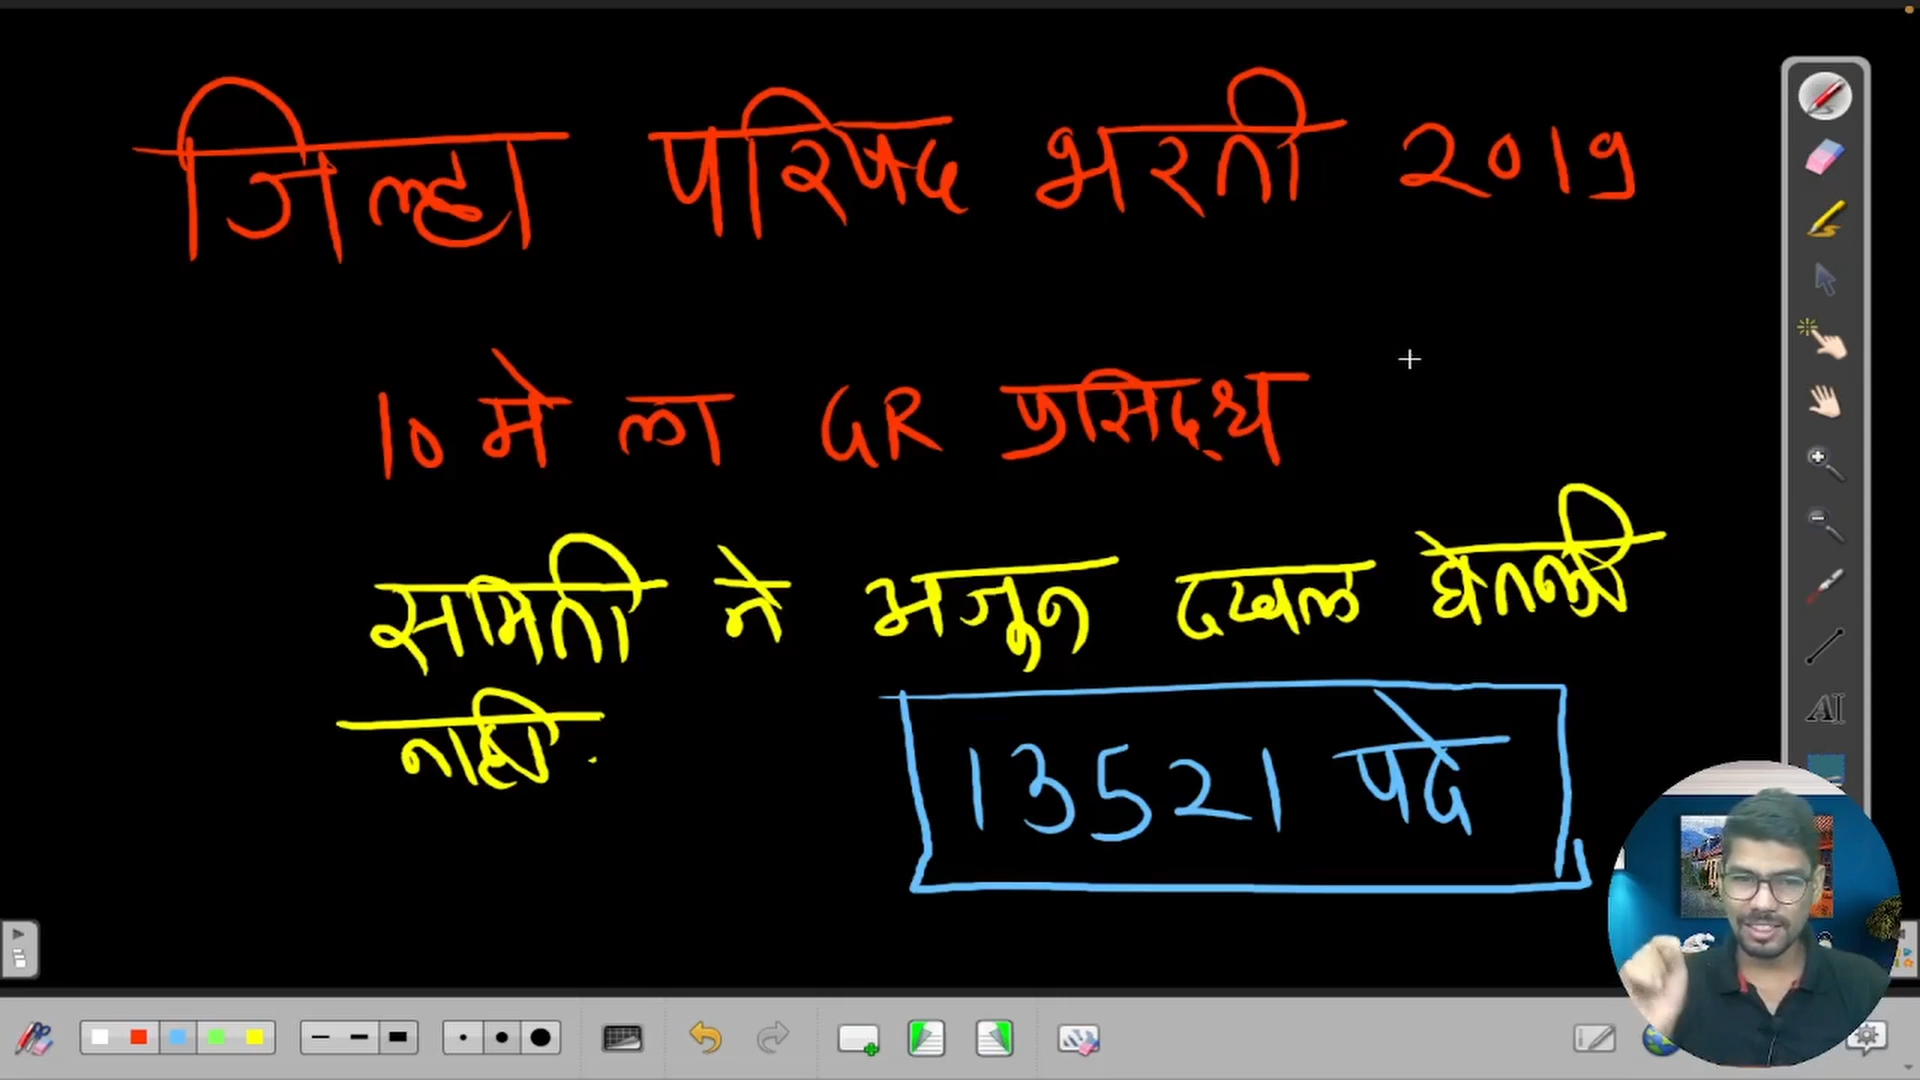 जिल्हा परिषद भरती 2019
10 मे ला GR प्रसिद्ध
समिती ने अजून दखल घेतली
नाही.
13521 पदे